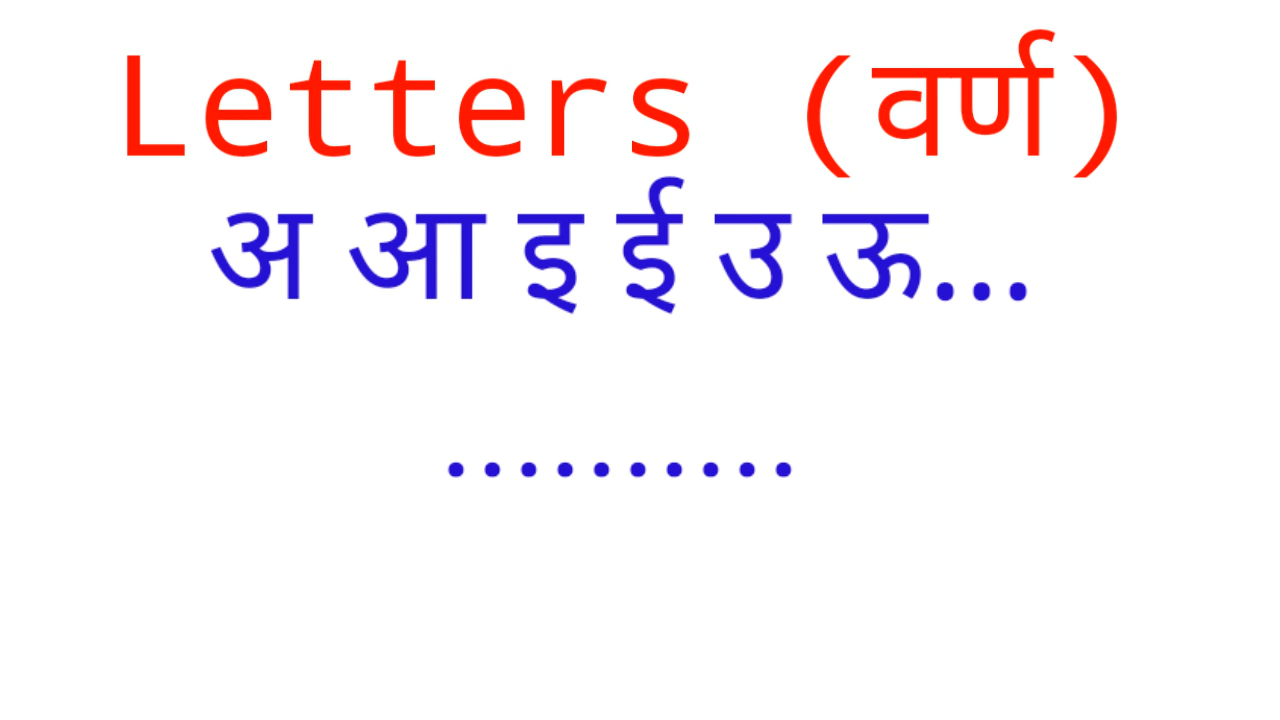 Letters (वर्ण)
अ आ इ ई उ ऊ...
..........